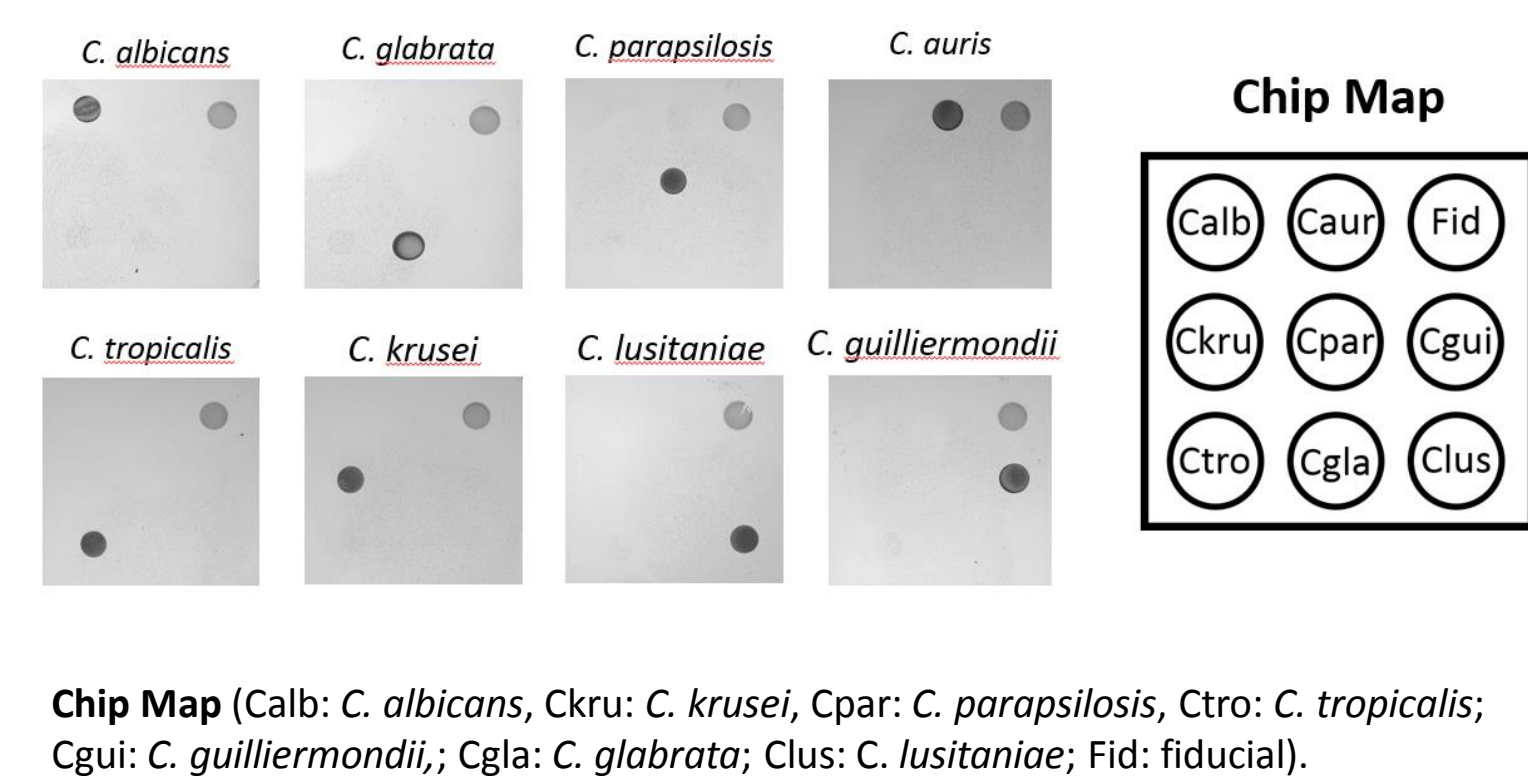 C. albicans
C. glabrata
C. parapsilosis
C. auris
Chip Map
Calb
Caur
Fid
Ckru
Cpar
Cgui
Ctro
Cgla
Clus
C. tropicalis
C. krusei
C. lusitaniae
C. guilliermondii
Chip Map (Calb: C. albicans, Ckru: C. krusei, Cpar: C. parapsilosis, Ctro: C. tropicalis;
Cgui: C. guilliermondii,; Cgla: C. glabrata; Clus: C. lusitaniae; Fid: fiducial).